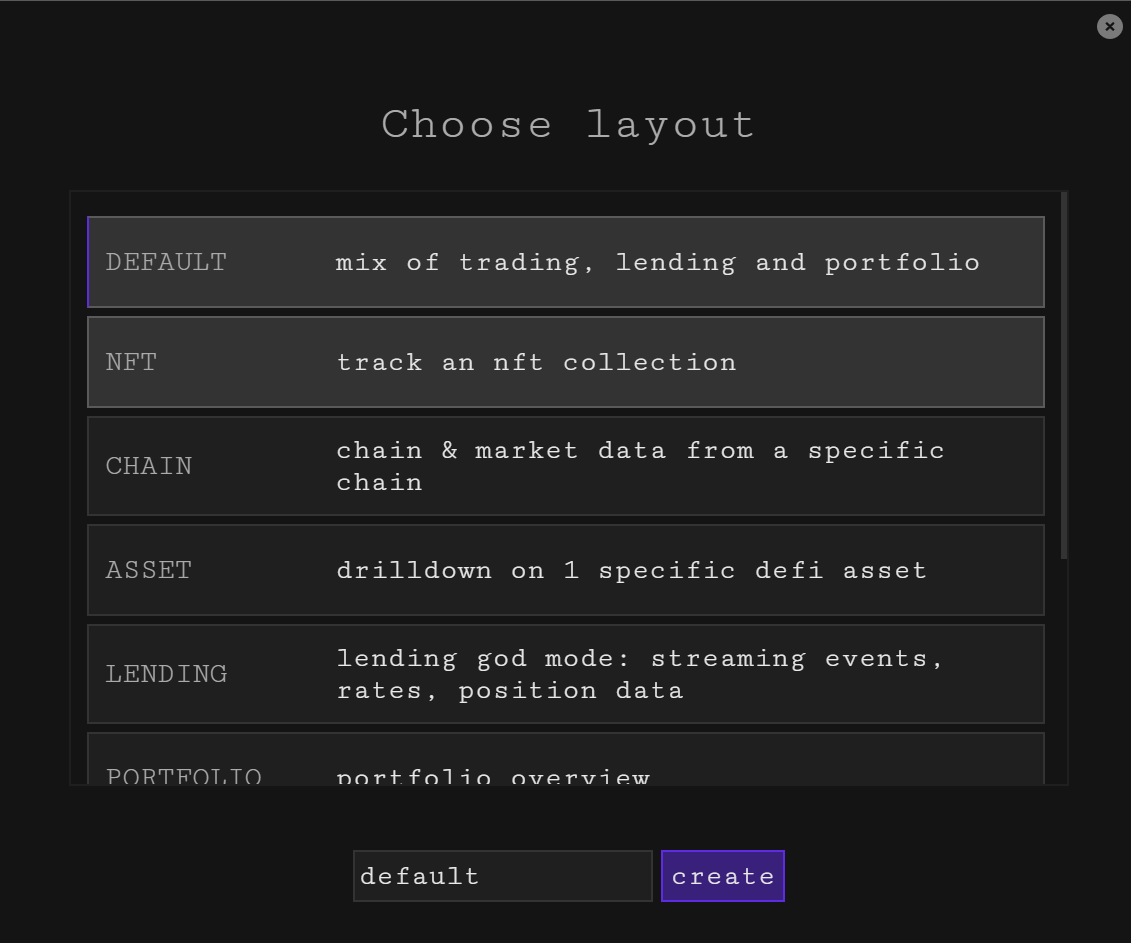 Choose layout
DEFAULT mix of trading, lending and portfolio
NFT track an nft collection
CHAIN chain & market data from a specific
chain
ASSET drilldown on 1 specific defi asset
LENDING lending god mode: streaming events,
rates, position data
PORTFOLIO portfolio overview
default create